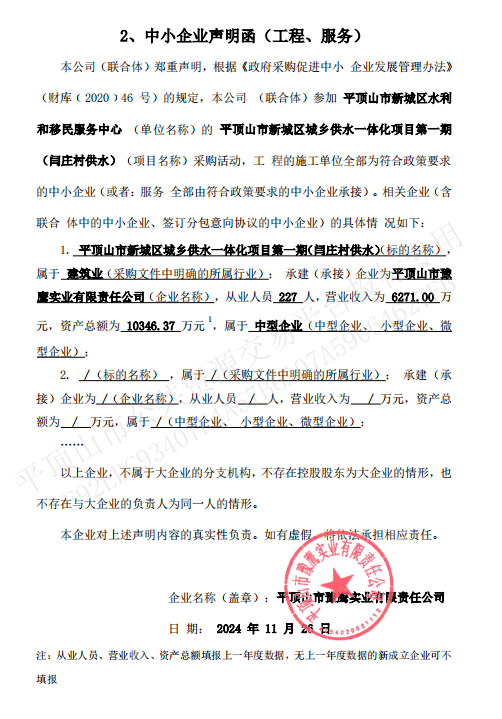 2、中小企业声明函（工程、服务）
本公司（联合体）郑重声明，根据《政府采购促进中小 企业发展管理办法》
（财库﹝2020﹞46 号）的规定，本公司 （联合体）参加 平顶山市新城区水利
和移民服务中心 （单位名称）的 平顶山市新城区城乡供水一体化项目第一期
（闫庄村供水）（项目名称）采购活动，工 程的施工单位全部为符合政策要求
的中小企业（或者：服务 全部由符合政策要求的中小企业承接）。相关企业（含
联合 体中的中小企业、签订分包意向协议的中小企业）的具体情 况如下：
1. 平顶山市新城区城乡供水一体化项目第一期（闫庄村供水）（标的名称），
属于 建筑业（采购文件中明确的所属行业）； 承建（承接）企业为平顶山市豫
鹰实业有限责任公司（企业名称），从业人员 227 人，营业收入为 6271.00 万
元，资产总额为 10346.37 万元1，属于 中型企业（中型企业、 小型企业、微
型企业）；
2. /（标的名称） ，属于 /（采购文件中明确的所属行业）； 承建（承
接）企业为 /（企业名称），从业人员 / 人，营业收入为 / 万元，资产总
额为 / 万元，属于 /（中型企业、 小型企业、微型企业）；
……
以上企业，不属于大企业的分支机构，不存在控股股东为大企业的情形，也
不存在与大企业的负责人为同一人的情形。
本企业对上述声明内容的真实性负责。如有虚假，将依法承担相应责任。
企业名称（盖章）：平顶山市豫鹰实业有限责任公司
日 期： 2024 年 11 月 26 日
平顶山市豫鹰实业有限责任公司
注：从业人员、营业收入、资产总额填报上一年度数据，无上一年度数据的新成立企业可不
填报